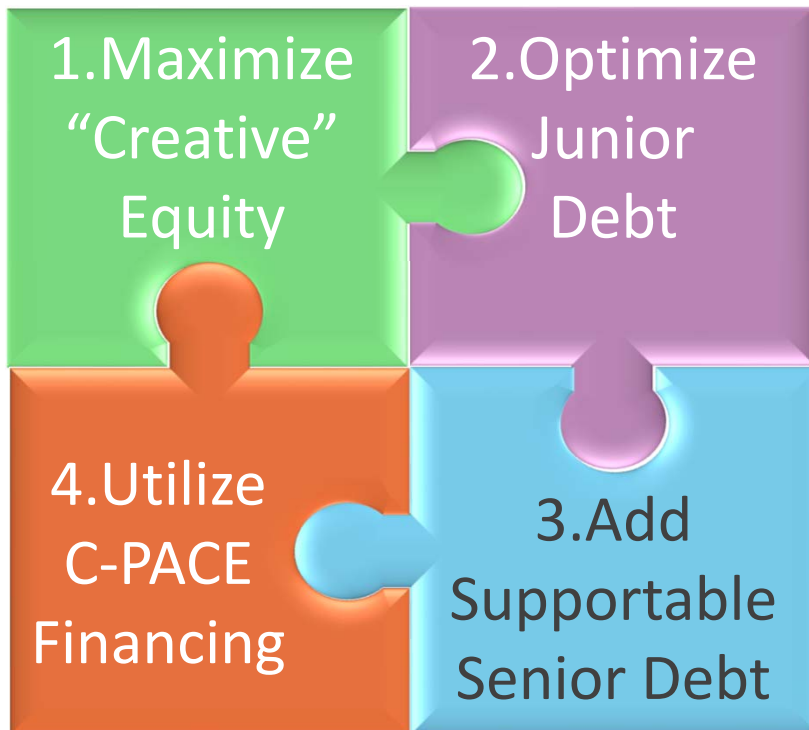 1.Maximize
“Creative”
Equity
2.Optimize
Junior
Debt
3.Add
Supportable
Senior Debt
4.Utilize
C-PACE
Financing